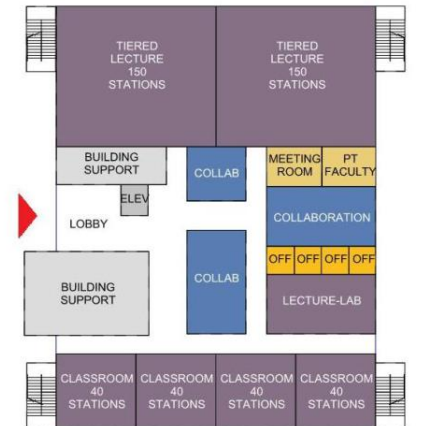 TIERED
LECTURE
150
STATIONS
TIERED
LECTURE
150
STATIONS
BUILDING
SUPPORT
COLLAB
MEETING
ROOM
PT
FACULTY
ELEV
LOBBY
COLLABORATION
OFF
OFF
OFF
OFF
BUILDING
SUPPORT
COLLAB
LECTURE-LAB
CLASSROOM
40
STATIONS
CLASSROOM
40
STATIONS
CLASSROOM
40
STATIONS
CLASSROOM
40
STATIONS